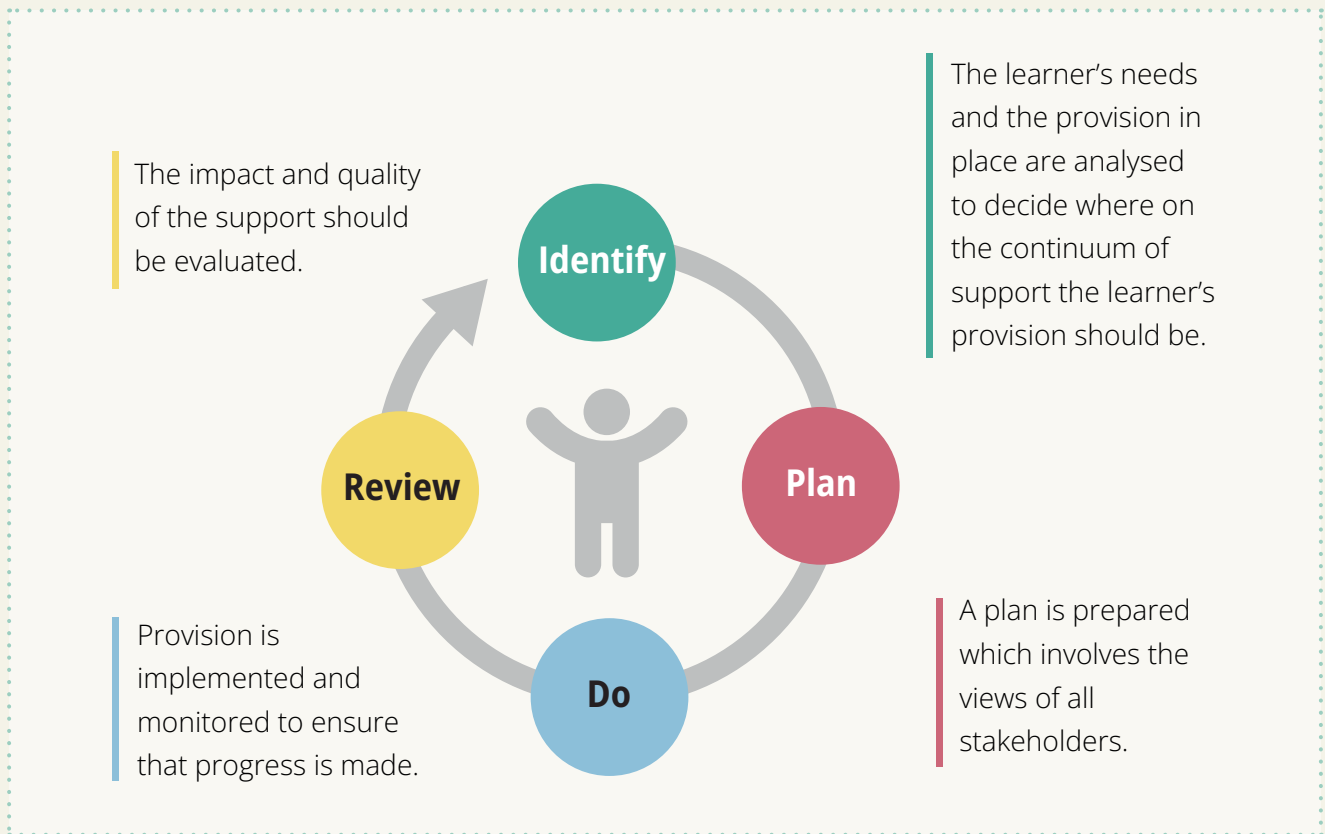 Identify
The learner’s needs
and the provision in
place are analysed
to decide where on
the continuum of
support the learner’s
provision should be.
Plan
A plan is prepared
which involves the
views of all
stakeholders.
Do
Provision is
implemented and
monitored to ensure
that progress is made.
Review
The impact and quality
of the support should
be evaluated.